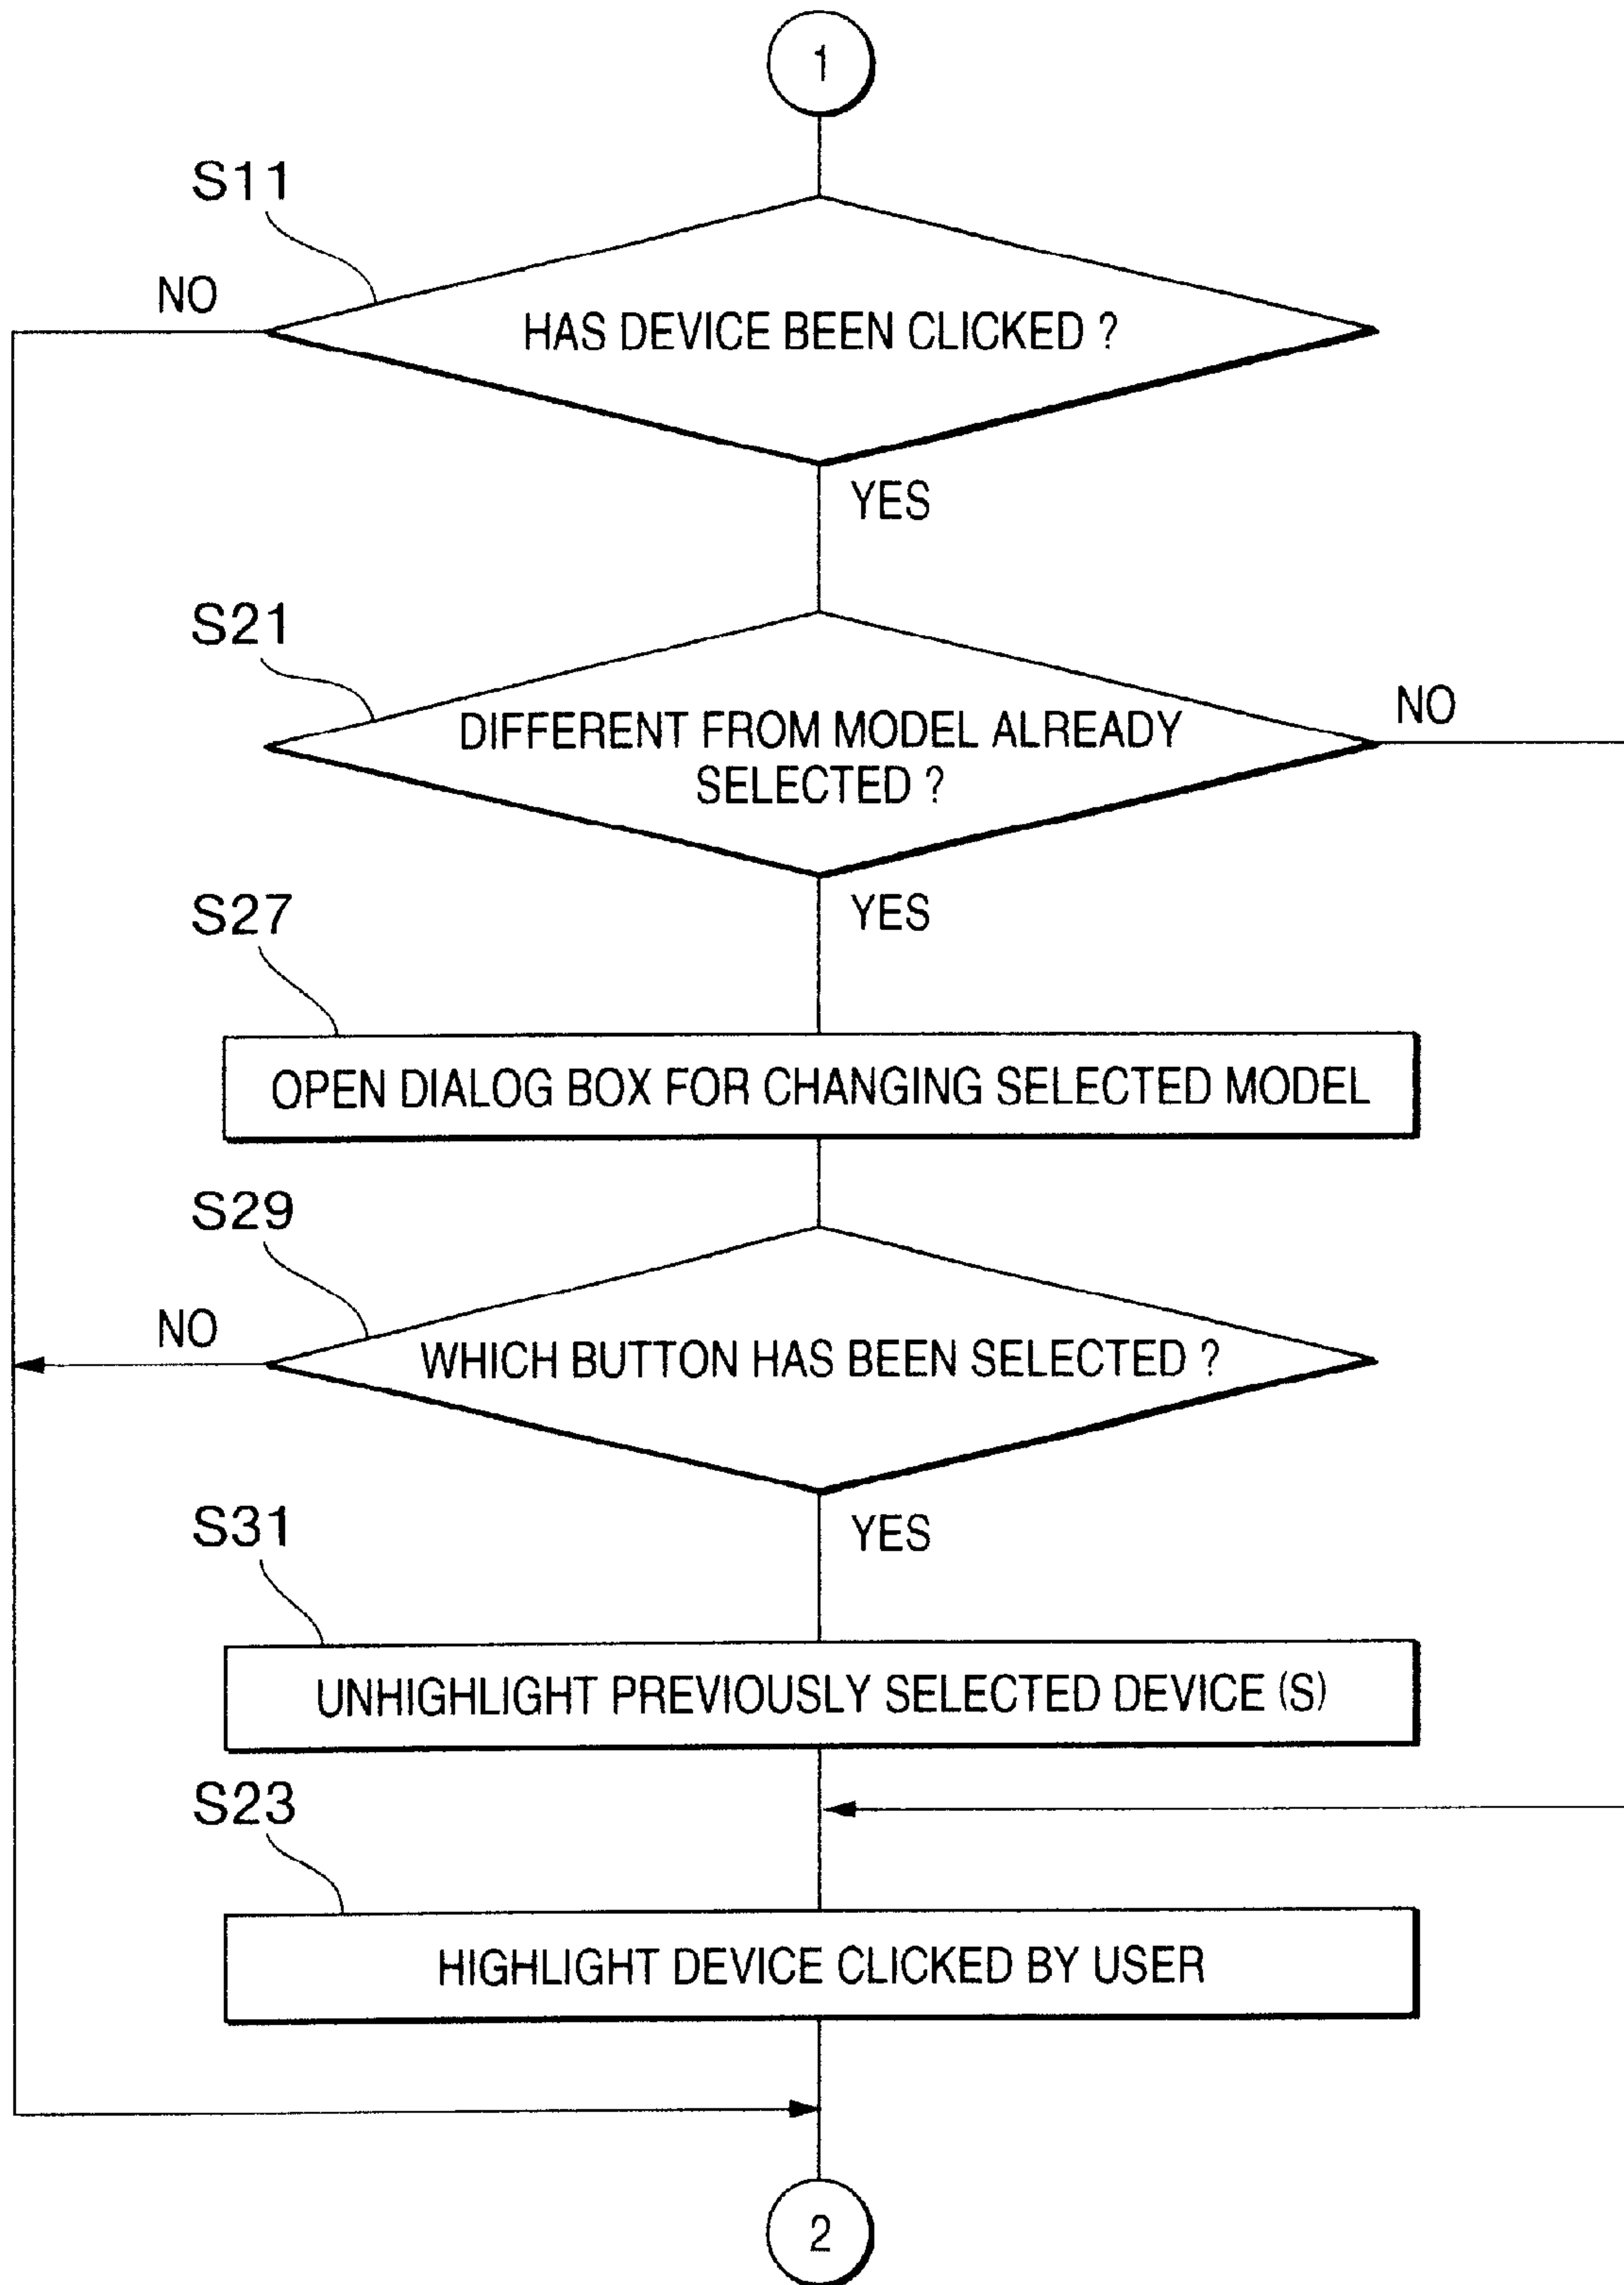 1
S11
NO
HAS DEVICE BEEN CLICKED ?
YES
S21
NO
DIFFERENT FROM MODEL ALREADY
SELECTED ?
YES
S27
OPEN DIALOG BOX FOR CHANGING SELECTED MODEL
S29
NO
WHICH BUTTON HAS BEEN SELECTED ?
YES
S31
UNHIGHLIGHT PREVIOUSLY SELECTED DEVICE (S)
S23
HIGHLIGHT DEVICE CLICKED BY USER
2